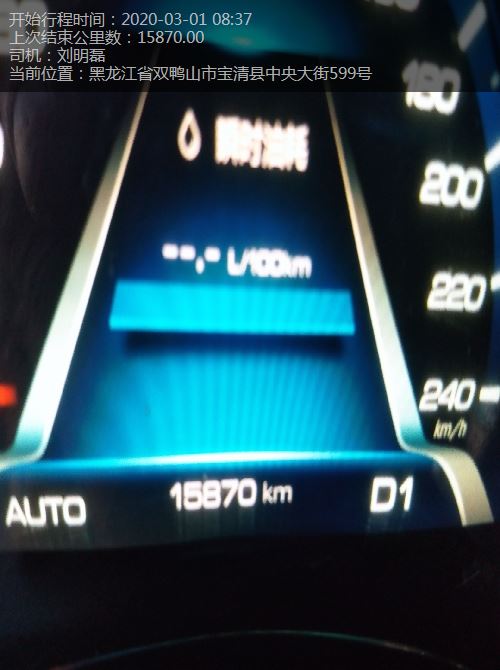 开始行程时间：2020-03-01 08:37
上次结束公里数：15870.00
司机：刘明磊
当前位置：黑龙江省双鸭山市宝清县中央大街599号
180
瞬时油耗
200
--.- L/100km
220
240
km/h
AUTO 15870 km D1